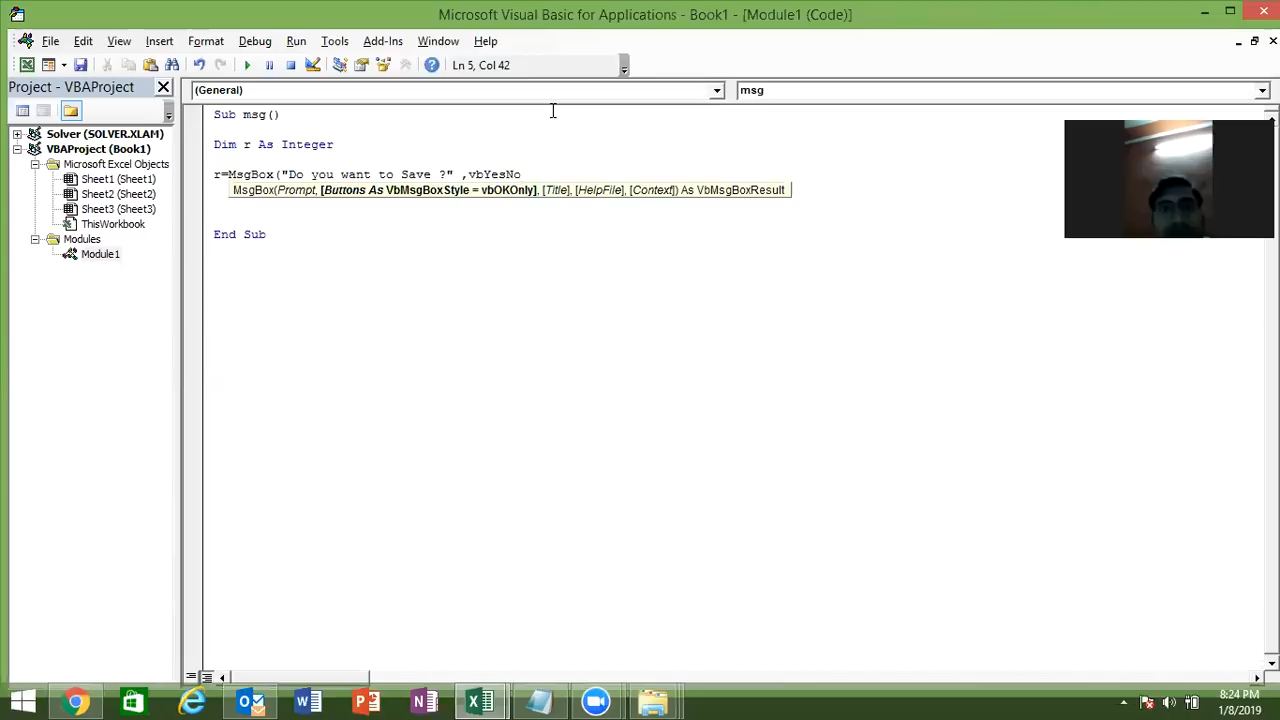 Microsoft Visual Basic for Applications - Book1 - [Module1 (Code)]
File Edit View Insert Format Debug Run Tools Add-Ins Window Help
Ln 5, Col 42
Project - VBAProject
(General) msg
Solver (SOLVER.XLAM)
VBAProject (Book1)
Microsoft Excel Objects
Sheet1 (Sheet1)
Sheet2 (Sheet2)
Sheet3 (Sheet3)
ThisWorkbook
Modules
Module1
Sub msg()
Dim r As Integer
r=MsgBox("Do you want to Save ?" ,vbYesNo
MsgBox(Prompt, [Buttons As VbMsgBoxStyle = vbOKOnly], [Title], [HelpFile], [Context]) As VbMsgBoxResult
End Sub
8:24 PM
1/8/2019